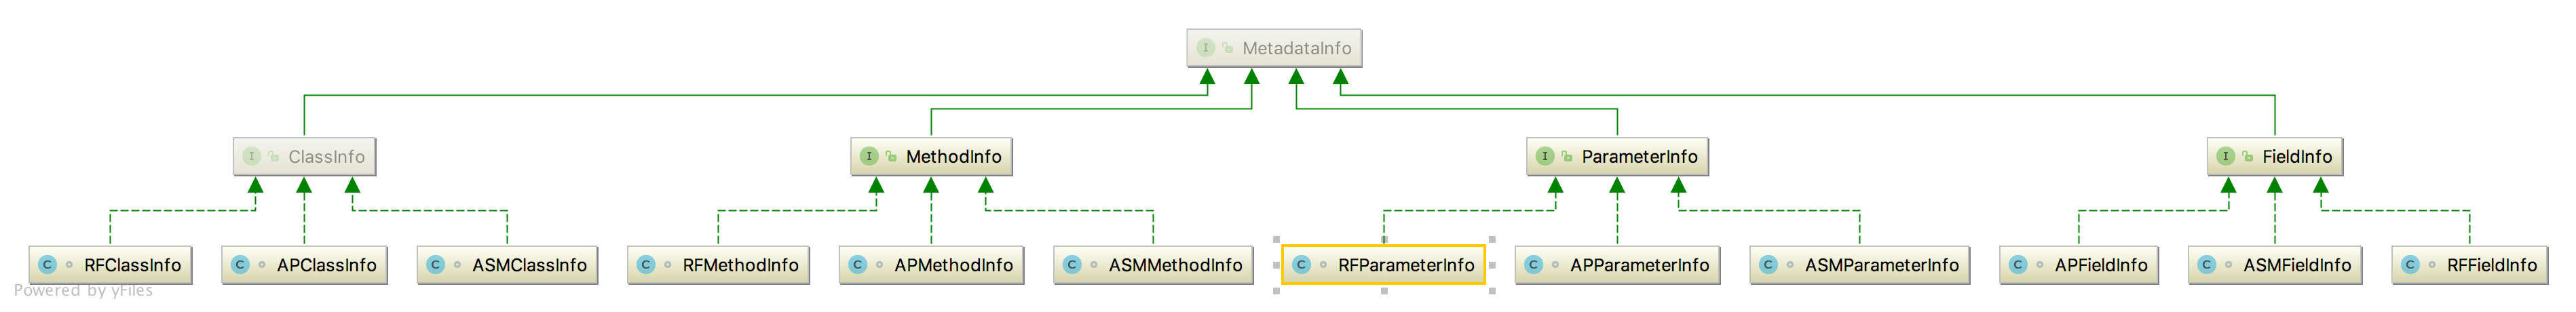 I MetadataInfo
I ClassInfo
I MethodInfo
I ParameterInfo
I FieldInfo
C RFClassInfo
C APClassInfo
C ASMClassInfo
C RFMethodInfo
C APMethodInfo
C ASMMethodInfo
C RFParameterInfo
C APParameterInfo
C ASMParameterInfo
C APFieldInfo
C ASMFieldInfo
C RFFieldInfo
Powered by yFiles